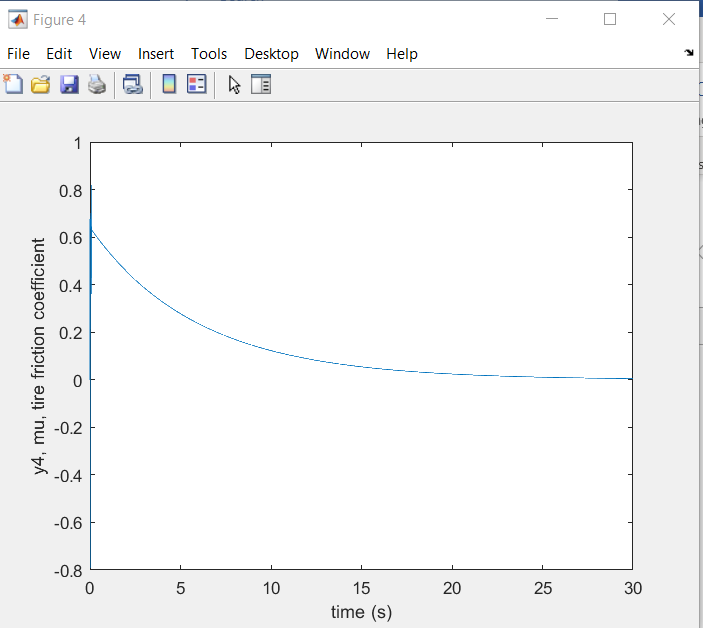 Figure 4
File Edit View Insert Tools Desktop Window Help
1
0.8
0.6
0.4
0.2
0
-0.2
-0.4
-0.6
-0.8
y4, mu, tire friction coefficient
0 5 10 15 20 25 30
time (s)